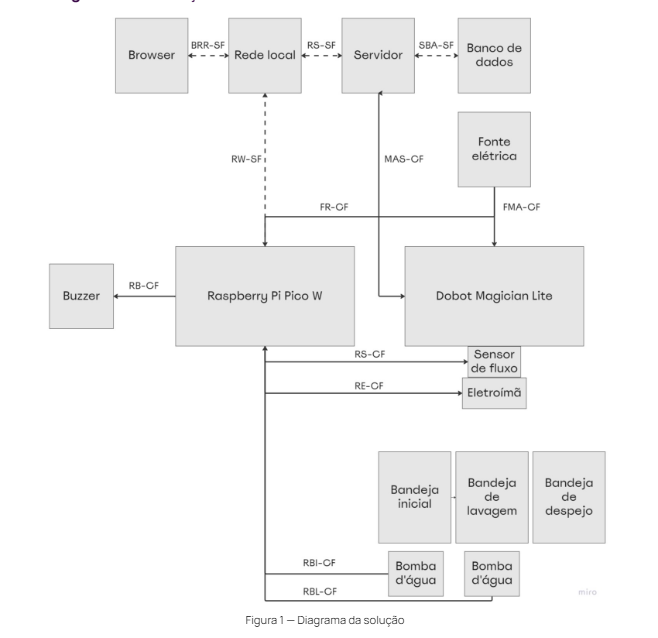 BRR-SF
RS-SF
SBA-SF
Browser
Rede local
Servidor
Banco de
dados
Fonte
elétrica
RW-SF
MAS-CF
FR-CF
FMA-CF
Buzzer
RB-CF
Raspberry Pi Pico W
Dobot Magician Lite
RS-CF
Sensor
de fluxo
RE-CF
Eletroímã
Bandeja
inicial
Bandeja
de
lavagem
Bandeja
de
despejo
RBI-CF
Bomba
d'água
Bomba
d'água
RBL-CF
miro
Figura 1 — Diagrama da solução